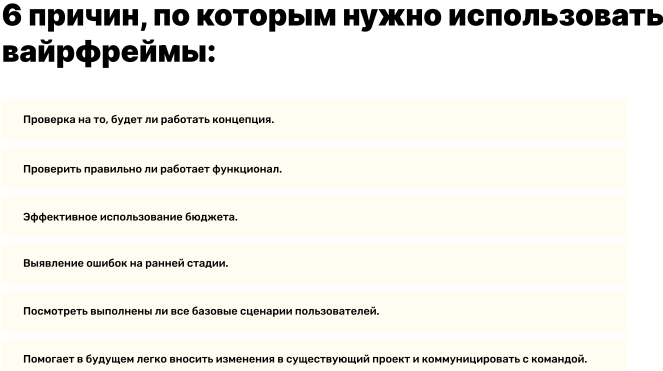 6 причин, по которым нужно использовать
вайрфреймы:
Проверка на то, будет ли работать концепция.
Проверить правильно ли работает функционал.
Эффективное использование бюджета.
Выявление ошибок на ранней стадии.
Посмотреть выполнены ли все базовые сценарии пользователей.
Помогает в будущем легко вносить изменения в существующий проект и коммуницировать с командой.